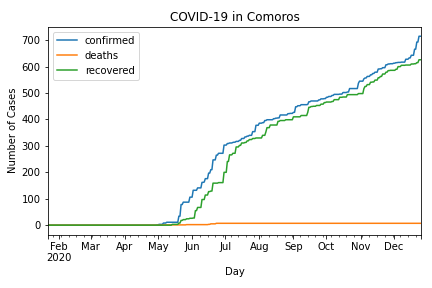 COVID-19 in Comoros
confirmed
deaths
recovered
700
600
500
400
300
200
100
0
Number of Cases
Feb Mar Apr May Jun Jul Aug Sep Oct Nov Dec
2020
Day